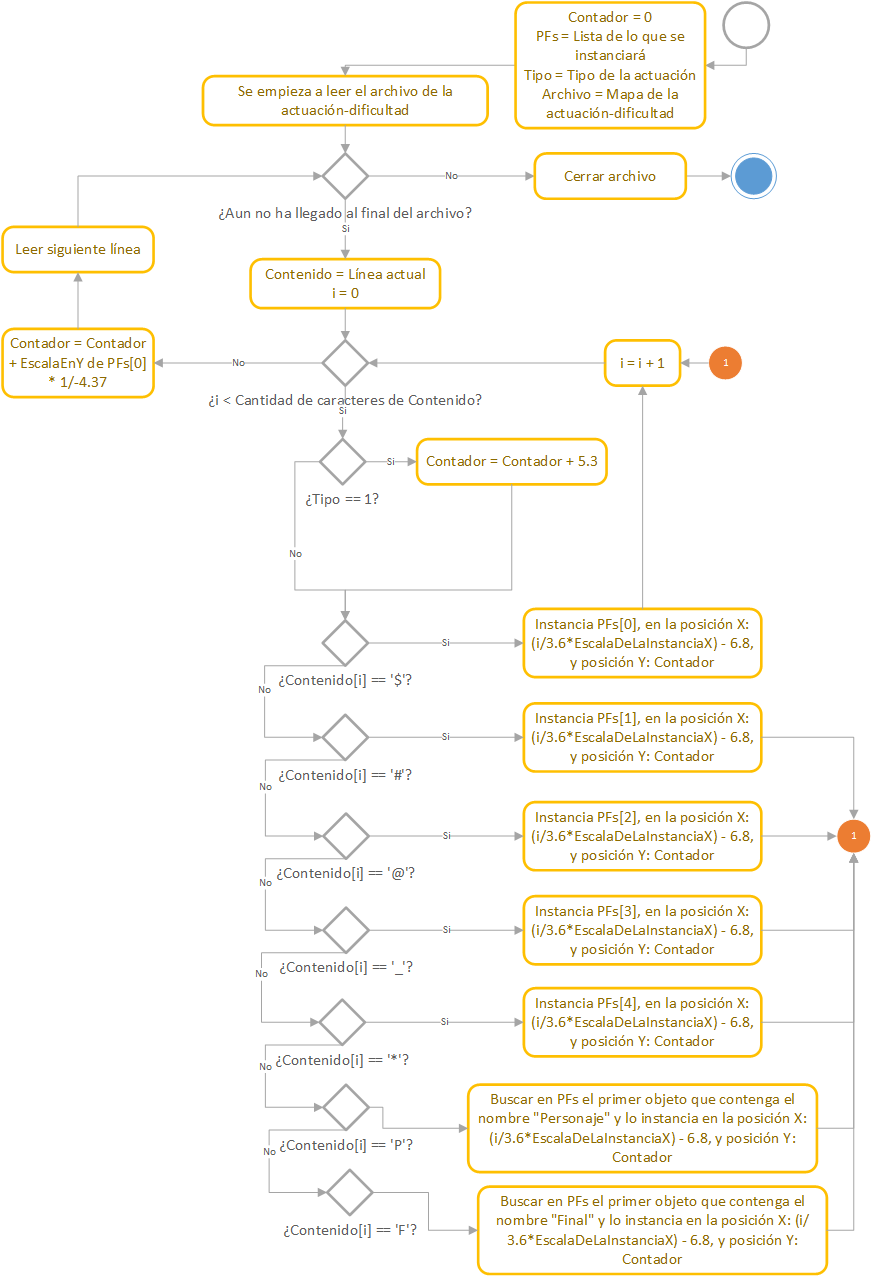 Contador = 0
PFs = Lista de lo que se
instanciará
Tipo = Tipo de la actuación
Archivo = Mapa de la
actuación-dificultad
Se empieza a leer el archivo de la
actuación-dificultad
No
Cerrar archivo
¿Aun no ha llegado al final del archivo?
Si
Leer siguiente línea
Contenido = Línea actual
i = 0
Contador = Contador
+ EscalaEnY de PFs[0]
* 1/-4.37
No
i = i + 1
1
¿i < Cantidad de caracteres de Contenido?
Si
Si
Contador = Contador + 5.3
¿Tipo == 1?
No
Instancia PFs[0], en la posición X:
(i/3.6*EscalaDeLaInstanciaX) - 6.8,
y posición Y: Contador
Si
¿Contenido[i] == '$'?
No
Instancia PFs[1], en la posición X:
(i/3.6*EscalaDeLaInstanciaX) - 6.8,
y posición Y: Contador
Si
¿Contenido[i] == '#'?
No
Instancia PFs[2], en la posición X:
(i/3.6*EscalaDeLaInstanciaX) - 6.8,
y posición Y: Contador
Si
1
¿Contenido[i] == '@'?
No
Instancia PFs[3], en la posición X:
(i/3.6*EscalaDeLaInstanciaX) - 6.8,
y posición Y: Contador
Si
¿Contenido[i] == '_'?
No
Instancia PFs[4], en la posición X:
(i/3.6*EscalaDeLaInstanciaX) - 6.8,
y posición Y: Contador
Si
¿Contenido[i] == '*'?
No
Buscar en PFs el primer objeto que contenga el
nombre "Personaje" y lo instancia en la posición X:
(i/3.6*EscalaDeLaInstanciaX) - 6.8, y posición Y:
Contador
¿Contenido[i] == 'P'?
No
Buscar en PFs el primer objeto que contenga el
nombre "Final" y lo instancia en la posición X: (i/
3.6*EscalaDeLaInstanciaX) - 6.8, y posición Y:
Contador
¿Contenido[i] == 'F'?